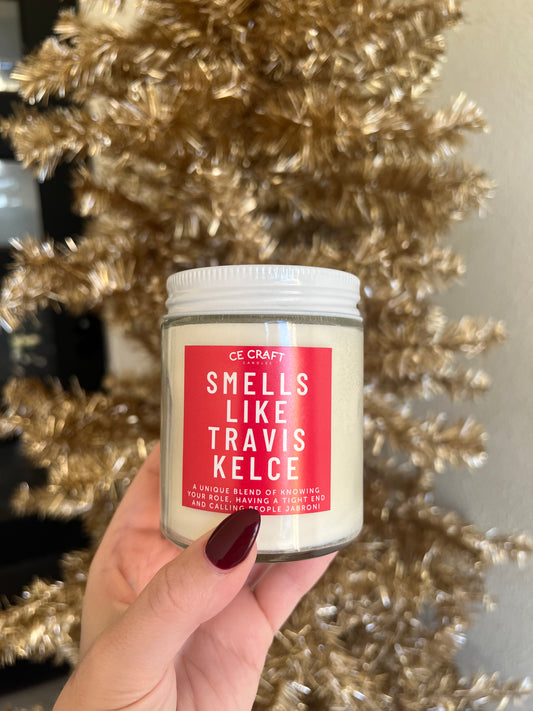 CE CRAFT
CANDLES
SMELLS
LIKE
TRAVIS
KELCE
A UNIQUE BLEND OF KNOWING
YOUR ROLE, HAVING A TIGHT END
AND CALLING PEOPLE JABRONI